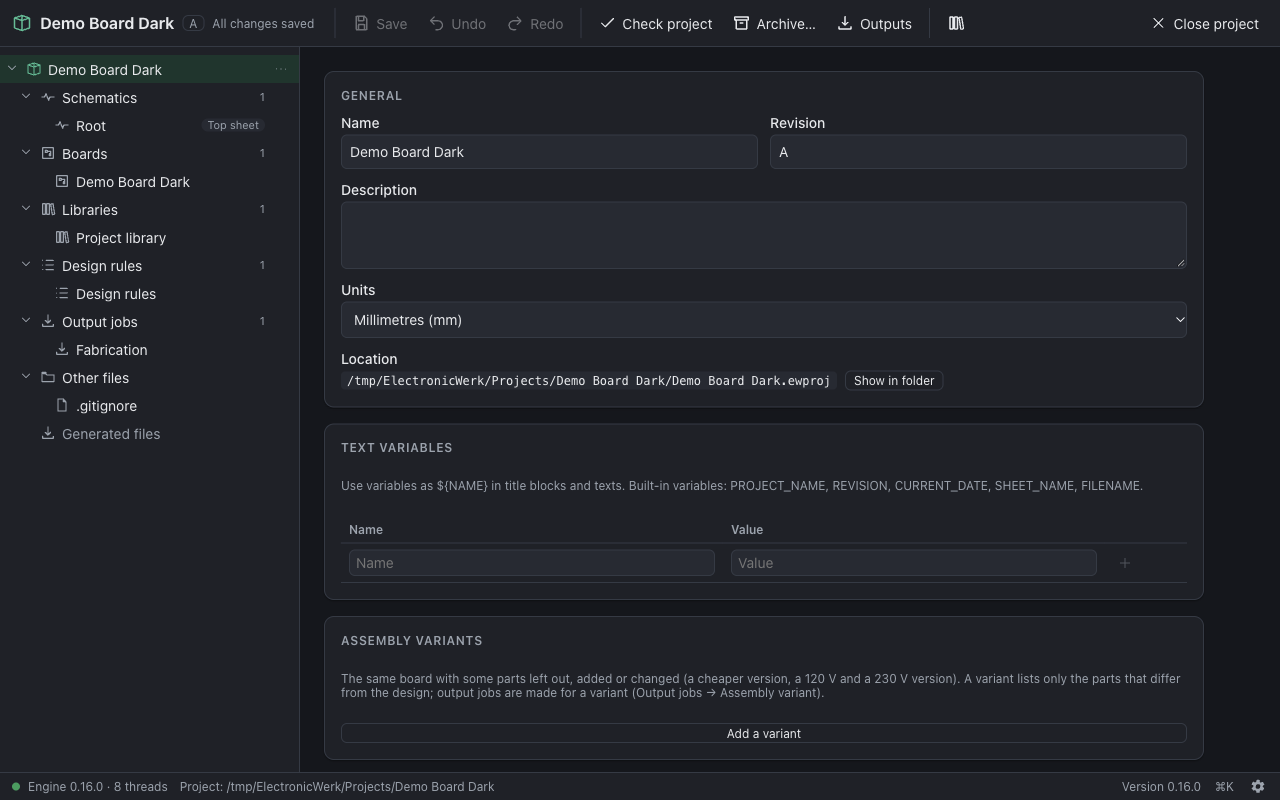 Demo Board Dark A All changes saved Save Undo Redo Check project Archive... Outputs Close project
Demo Board Dark ...
Schematics 1
Root Top sheet
Boards 1
Demo Board Dark
Libraries 1
Project library
Design rules 1
Design rules
Output jobs 1
Fabrication
Other files
.gitignore
Generated files
GENERAL
Name Revision
Demo Board Dark A
Description
Units
Millimetres (mm)
Location
/tmp/ElectronicWerk/Projects/Demo Board Dark/Demo Board Dark.ewproj Show in folder
TEXT VARIABLES
Use variables as ${NAME} in title blocks and texts. Built-in variables: PROJECT_NAME, REVISION, CURRENT_DATE, SHEET_NAME, FILENAME.
Name Value
Name Value +
ASSEMBLY VARIANTS
The same board with some parts left out, added or changed (a cheaper version, a 120 V and a 230 V version). A variant lists only the parts that differ
from the design; output jobs are made for a variant (Output jobs → Assembly variant).
Add a variant
Engine 0.16.0 · 8 threads Project: /tmp/ElectronicWerk/Projects/Demo Board Dark Version 0.16.0 ⌘K